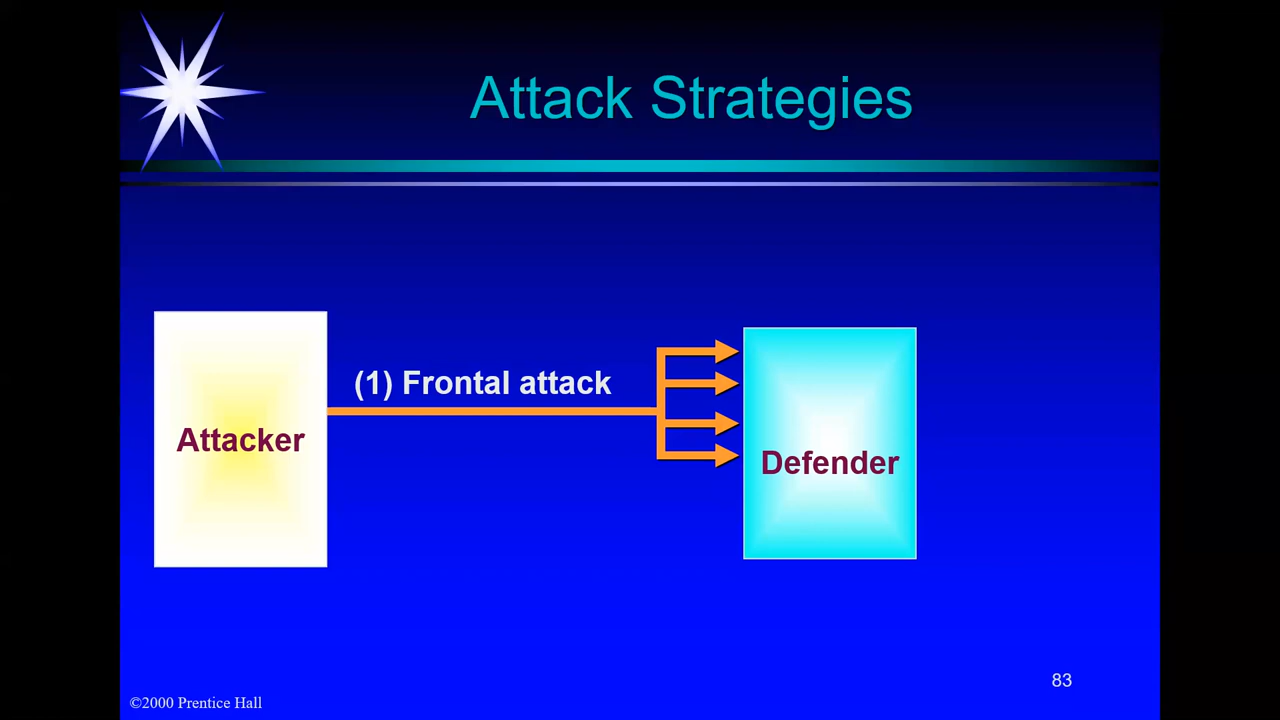 Attack Strategies
(1) Frontal attack
Attacker
Defender
83
©2000 Prentice Hall